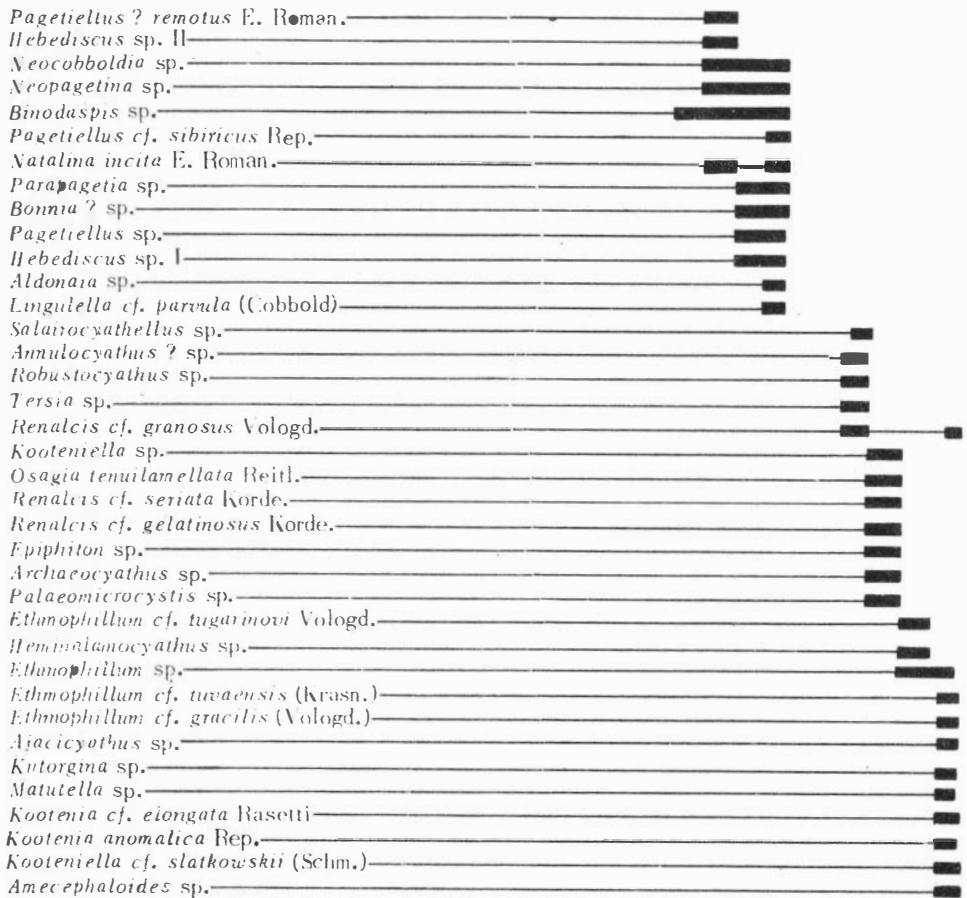 Pagetiellus ? remotus E. Roman.
Hebediscus sp. II
Neocobboldia sp.
Neopagetina sp.
Binodaspis sp.
Pagetiellus cf. sibiricus Rep.
Natalina incita E. Roman.
Parapagetia sp.
Bonnia ? sp.
Pagetiellus sp.
Hebediscus sp. I
Aldonaia sp.
Lingulella cf. parvula (Cobbold)
Salairocyathellus sp.
Annulocyathus ? sp.
Robustocyathus sp.
Tersia sp.
Renalcis cf. granosus Vologd.
Kooteniella sp.
Osagia tenuilamellata Reitl.
Renalcis cf. seriata Korde.
Renalcis cf. gelatinosus Korde.
Epiphiton sp.
Archaeocyathus sp.
Palaeomicrocystis sp.
Ethmophillum cf. tugarinovi Vologd.
sp.
Ethmophillum sp.
Ethmophillum cf. tuvaensis (Krasn.)
Ethmophillum cf. gracilis (Vologd.)
Ajacicyathus sp.
Kutorgina sp.
Matutella sp.
Kootenia cf. elongata Rasetti
Kootenia anomalica Rep.
Kooteniella cf. slatkowskii (Schm.)
Amecephaloides sp.